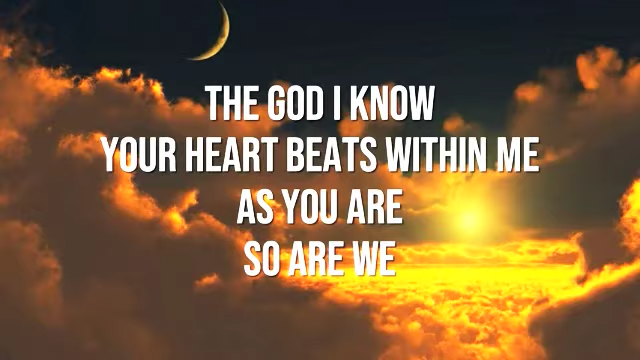 THE GOD I KNOW
YOUR HEART BEATS WITHIN ME
AS YOU ARE
SO ARE WE